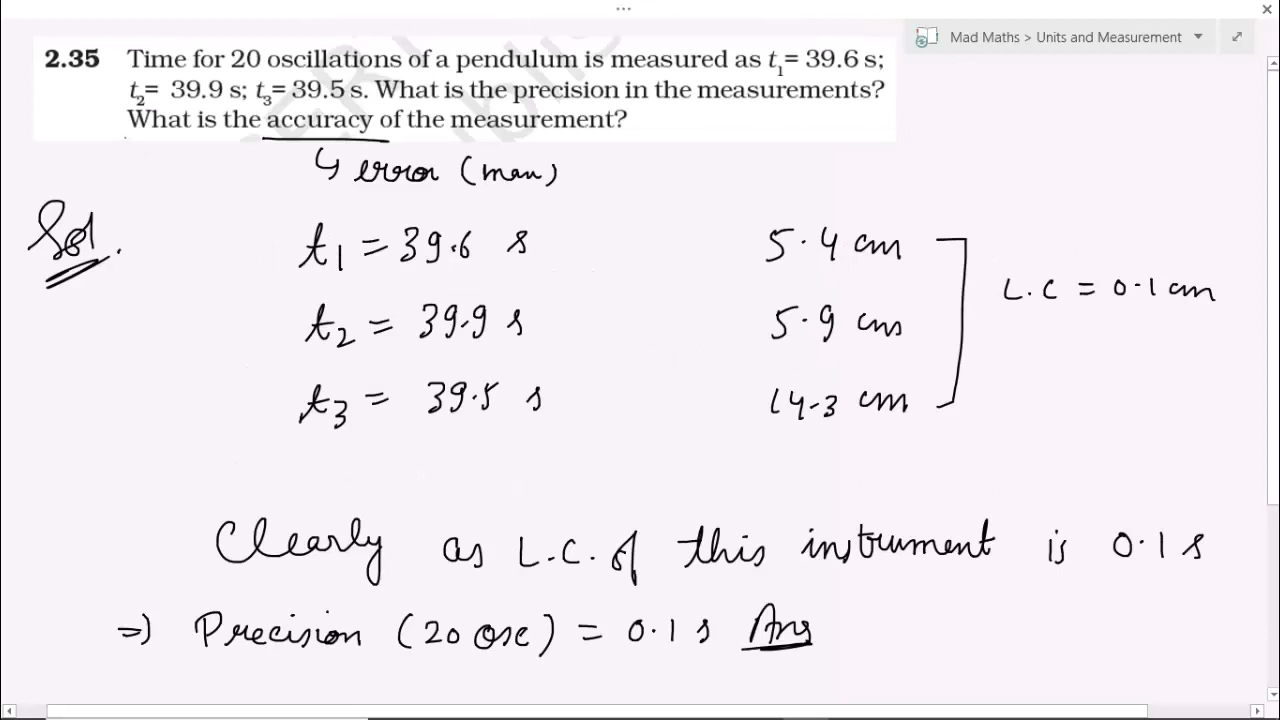 Mad Maths > Units and Measurement
2.35 Time for 20 oscillations of a pendulum is measured as t₁= 39.6 s;
t₂= 39.9 s; t₃= 39.5 s. What is the precision in the measurements?
What is the accuracy of the measurement?
↳ error (man)
Sol.
t₁ = 39.6 s 5.4 cm
L.C = 0.1 cm
t₂ = 39.9 s 5.9 cm
t₃ = 39.5 s 14.3 cm
Clearly as L.C. of this instrument is 0.1 s
⇒ Precision (20 osc) = 0.1 s Ans